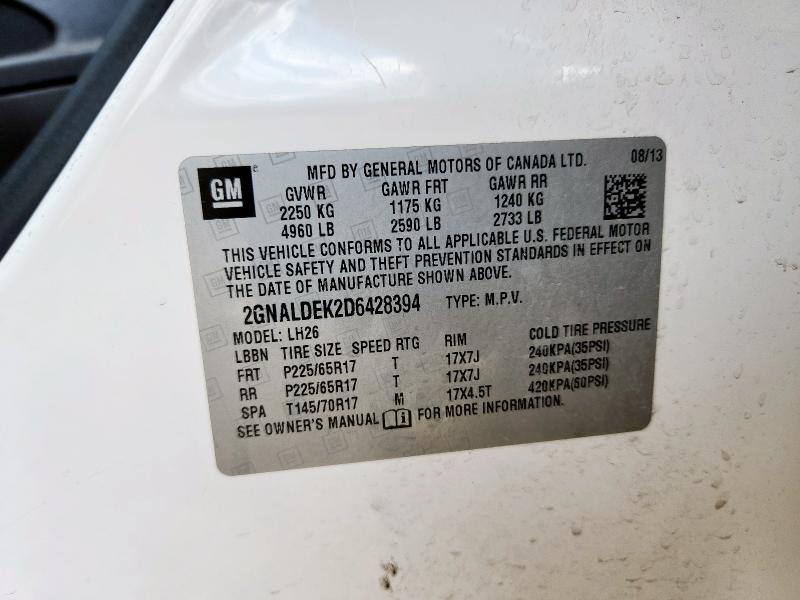 GM
MFD BY GENERAL MOTORS OF CANADA LTD. 08/13
GVWR GAWR FRT GAWR RR
2250 KG 1175 KG 1240 KG
4960 LB 2590 LB 2733 LB
THIS VEHICLE CONFORMS TO ALL APPLICABLE U.S. FEDERAL MOTOR
VEHICLE SAFETY AND THEFT PREVENTION STANDARDS IN EFFECT ON
THE DATE OF MANUFACTURE SHOWN ABOVE.
2GNALDEK2D6428394 TYPE: M.P.V.
MODEL: LH26
LBBN TIRE SIZE SPEED RTG RIM COLD TIRE PRESSURE
FRT P225/65R17 T 17X7J 240KPA(35PSI)
RR P225/65R17 T 17X7J 240KPA(35PSI)
SPA T145/70R17 M 17X4.5T 420KPA(60PSI)
SEE OWNER'S MANUAL FOR MORE INFORMATION.